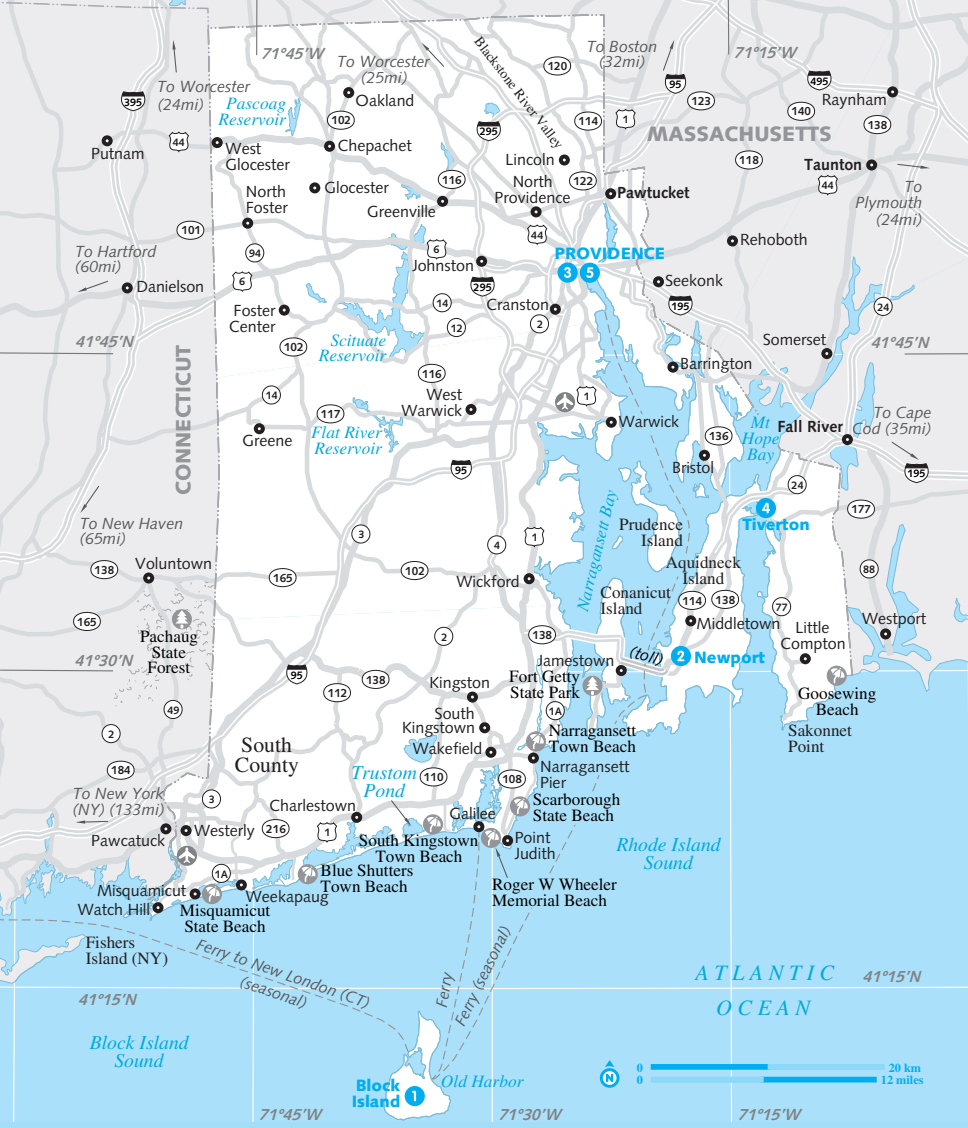 71°45'W
To Worcester
(25mi)
Blackstone River Valley
120
To Boston
(32mi)
71°15'W
95
495
395
To Worcester
(24mi)
Pascoag
Reservoir
Oakland
102
295
114
1
123
140
Raynham
138
MASSACHUSETTS
Putnam
44
West
Glocester
Chepachet
Lincoln
118
Taunton
44
To
Plymouth
(24mi)
North
Foster
Glocester
116
Greenville
North
Providence
122
Pawtucket
44
101
94
6
Johnston
PROVIDENCE
3
5
Rehoboth
To Hartford
(60mi)
Danielson
6
295
Seekonk
195
24
Foster
Center
14
12
Cranston
2
41°45'N
Scituate
Reservoir
102
Somerset
41°45'N
CONNECTICUT
116
Barrington
14
117
West
Warwick
1
Warwick
Greene
Flat River
Reservoir
136
Mt
Hope
Bay
Fall River
To Cape
Cod (35mi)
95
Bristol
195
24
4
Tiverton
177
To New Haven
(65mi)
3
4
1
Narragansett Bay
Prudence
Island
Voluntown
138
165
102
Wickford
Aquidneck
Island
88
Conanicut
Island
114
138
77
165
Pachaug
State
Forest
2
138
Middletown
Little
Compton
Westport
41°30'N
95
(toll)
2
Newport
Jamestown
Fort Getty
State Park
112
138
Kingston
Goosewing
Beach
49
1A
South
Kingstown
2
Narragansett
Town Beach
Sakonnet
Point
184
South
County
Wakefield
Trustom
Pond
110
108
Narragansett
Pier
To New York
(NY) (133mi)
3
Charlestown
Scarborough
State Beach
Galilee
Pawcatuck
Westerly
216
1
South Kingstown
Town Beach
Point
Judith
Rhode Island
Sound
1A
Blue Shutters
Town Beach
Roger W Wheeler
Memorial Beach
Misquamicut
Weekapaug
Watch Hill
Misquamicut
State Beach
Fishers
Island (NY)
Ferry to New London (CT)
(seasonal)
Ferry
Ferry (seasonal)
ATLANTIC
OCEAN
41°15'N
41°15'N
Block Island
Sound
Block
Island
1
Old Harbor
N
0
20 km
0
12 miles
71°45'W
71°30'W
71°15'W